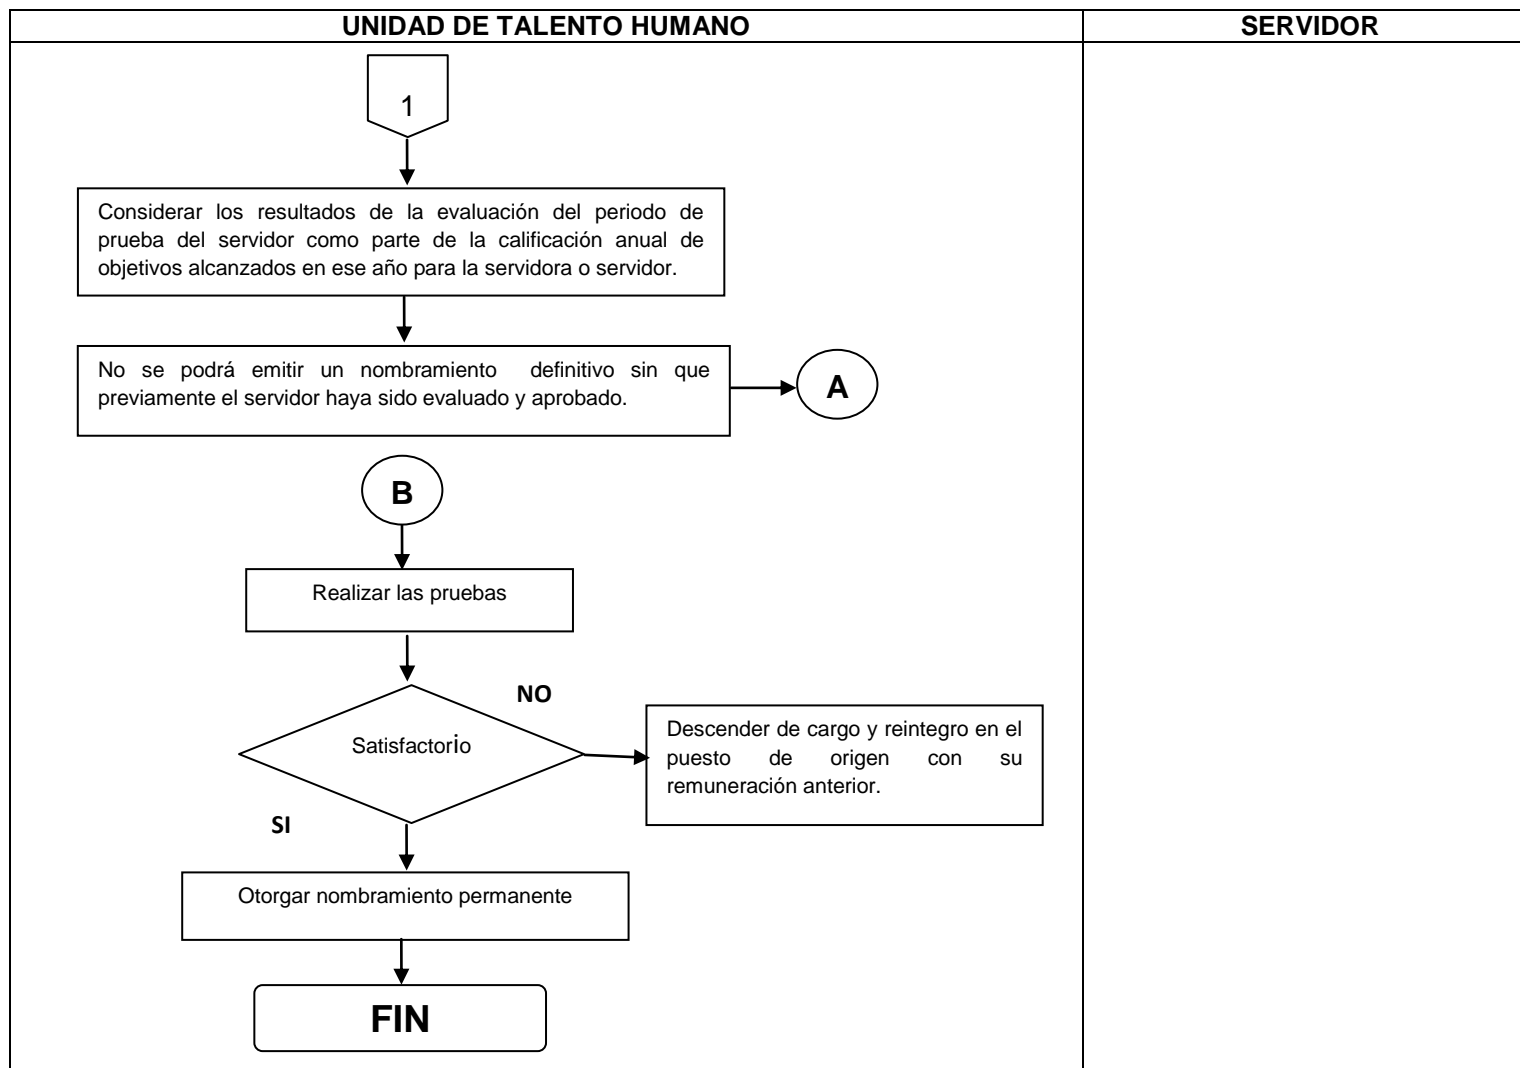 UNIDAD DE TALENTO HUMANO
SERVIDOR
1
Considerar los resultados de la evaluación del periodo de
prueba del servidor como parte de la calificación anual de
objetivos alcanzados en ese año para la servidora o servidor.
No se podrá emitir un nombramiento definitivo sin que
previamente el servidor haya sido evaluado y aprobado.
A
B
Realizar las pruebas
NO
Satisfactorio
Descender de cargo y reintegro en el
puesto de origen con su
remuneración anterior.
SI
Otorgar nombramiento permanente
FIN